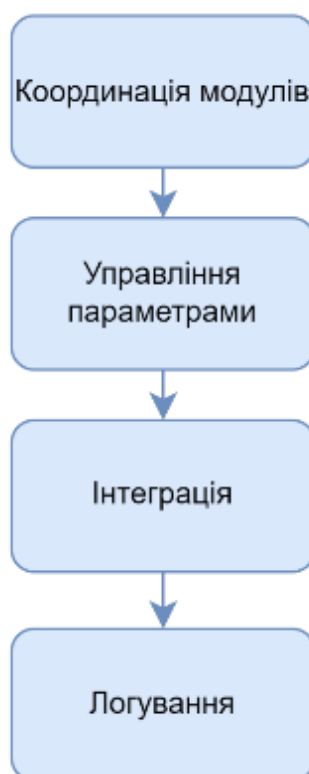 Координація модулів
Управління
параметрами
Інтеграція
Логування